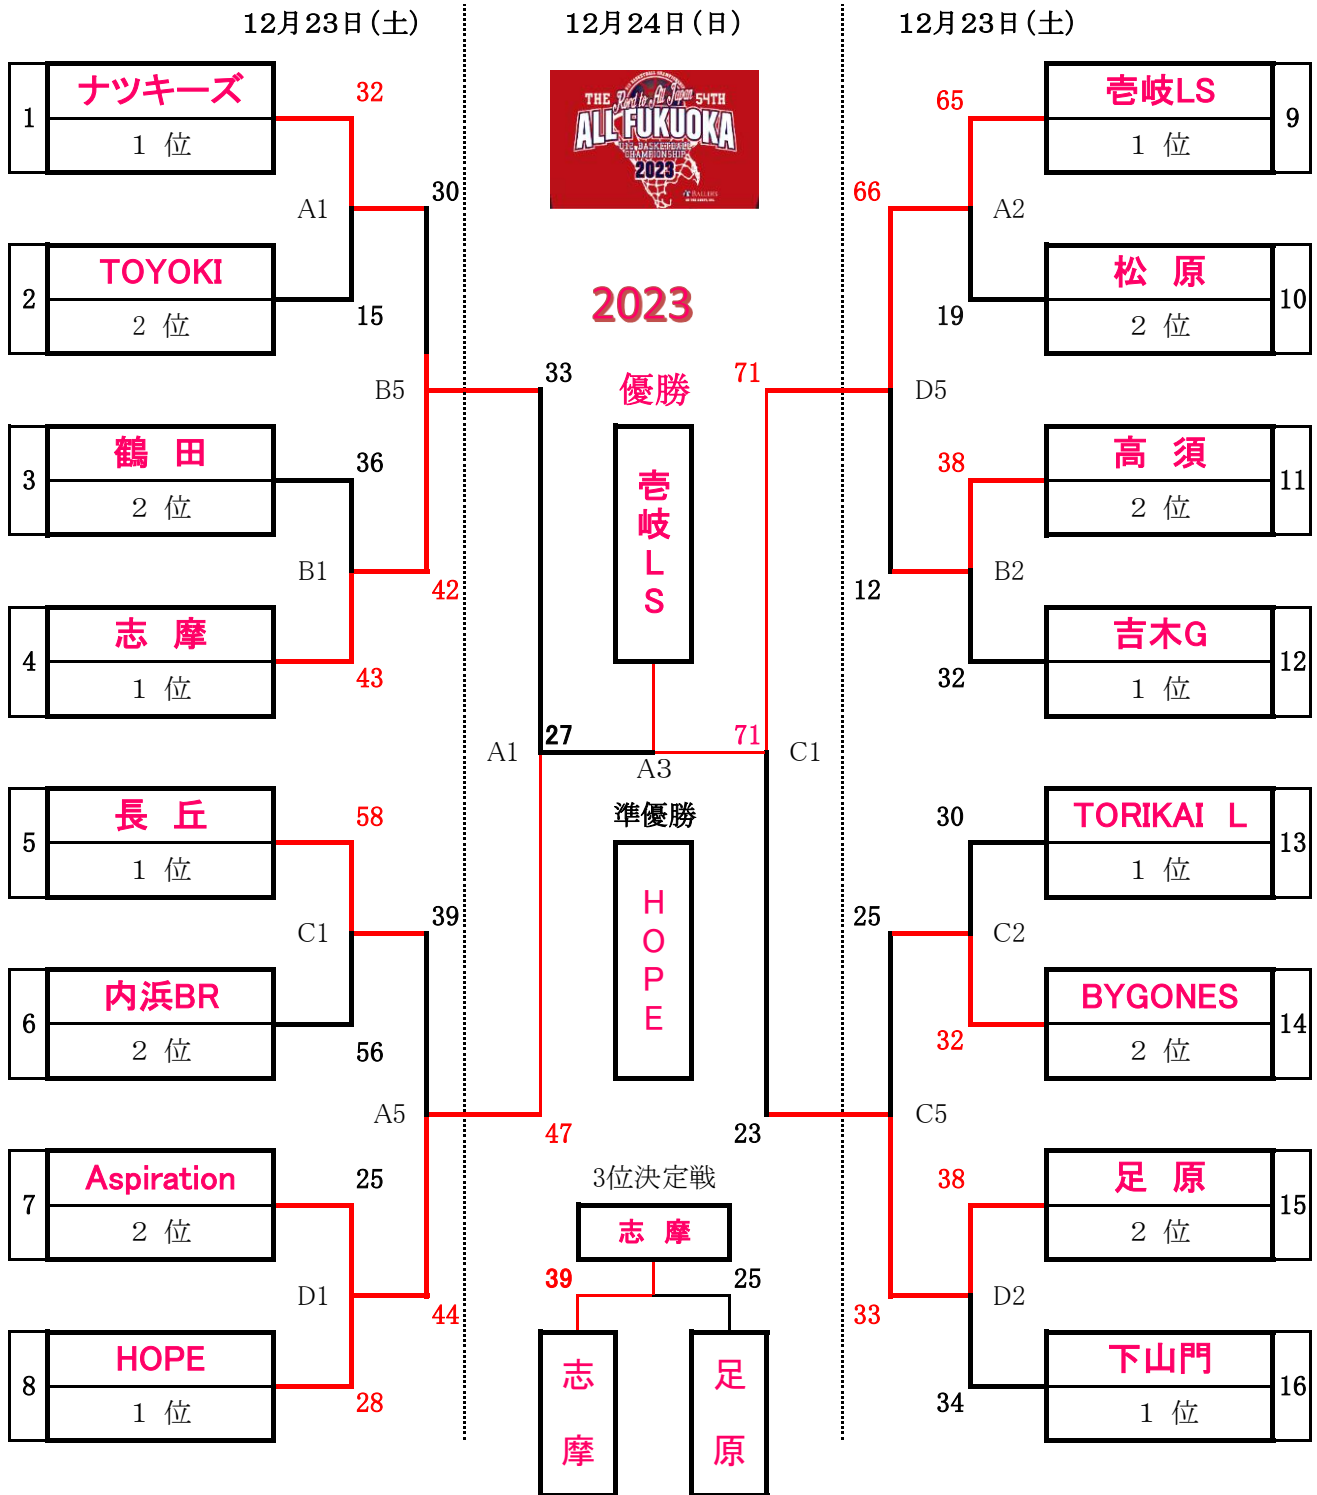 12月23日(土)
12月24日(日)
12月23日(土)
1
ナツキーズ
1 位
32
A1
2
TOYOKI
2 位
15
30
B5
3
鶴 田
2 位
36
B1
4
志 摩
1 位
43
42
5
長 丘
1 位
58
C1
6
内浜BR
2 位
56
39
A5
7
Aspiration
2 位
25
D1
8
HOPE
1 位
28
44
THE Road to All Japan 54TH
ALL FUKUOKA
U12 BASKETBALL
CHAMPIONSHIP
2023
2023
優勝
33
71
壱岐LS
A1
27
71
C1
A3
準優勝
HOPE
47
23
3位決定戦
志 摩
39
25
志摩
足原
65
壱岐LS
1 位
9
66
A2
19
松 原
2 位
10
D5
38
高 須
2 位
11
12
B2
32
吉木G
1 位
12
30
TORIKAI L
1 位
13
25
C2
32
BYGONES
2 位
14
C5
38
足 原
2 位
15
33
D2
34
下山門
1 位
16